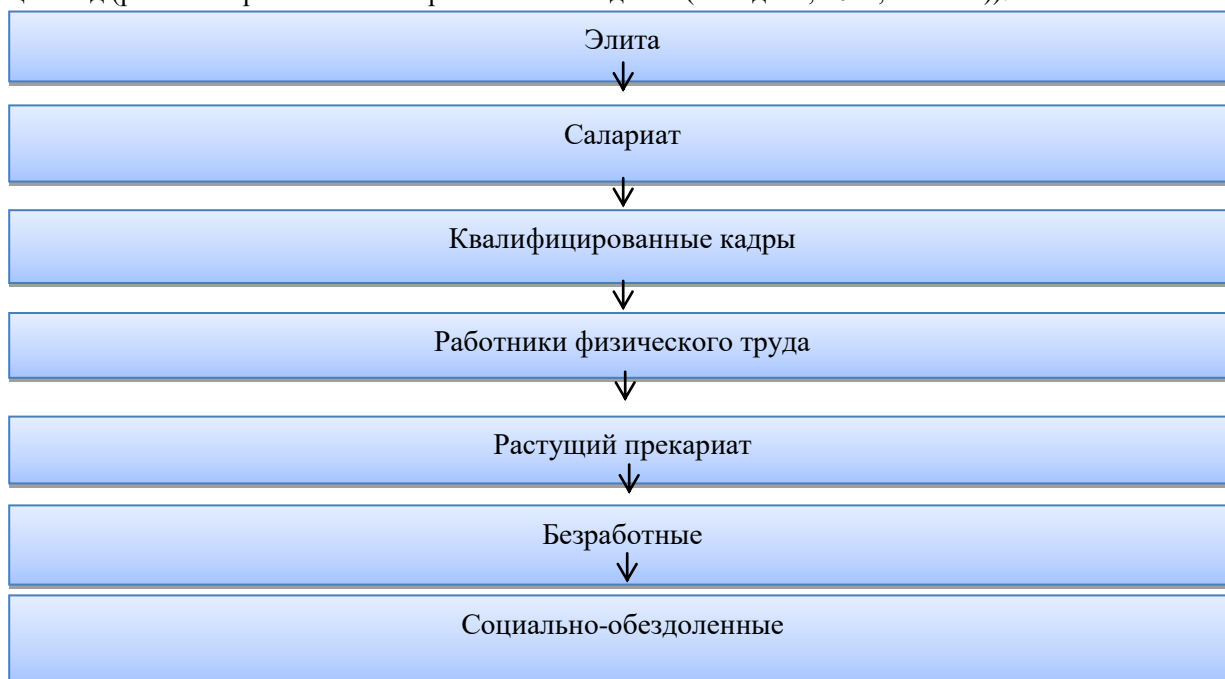 Элита
Салариат
Квалифицированные кадры
Работники физического труда
Растущий прекариат
Безработные
Социально-обездоленные